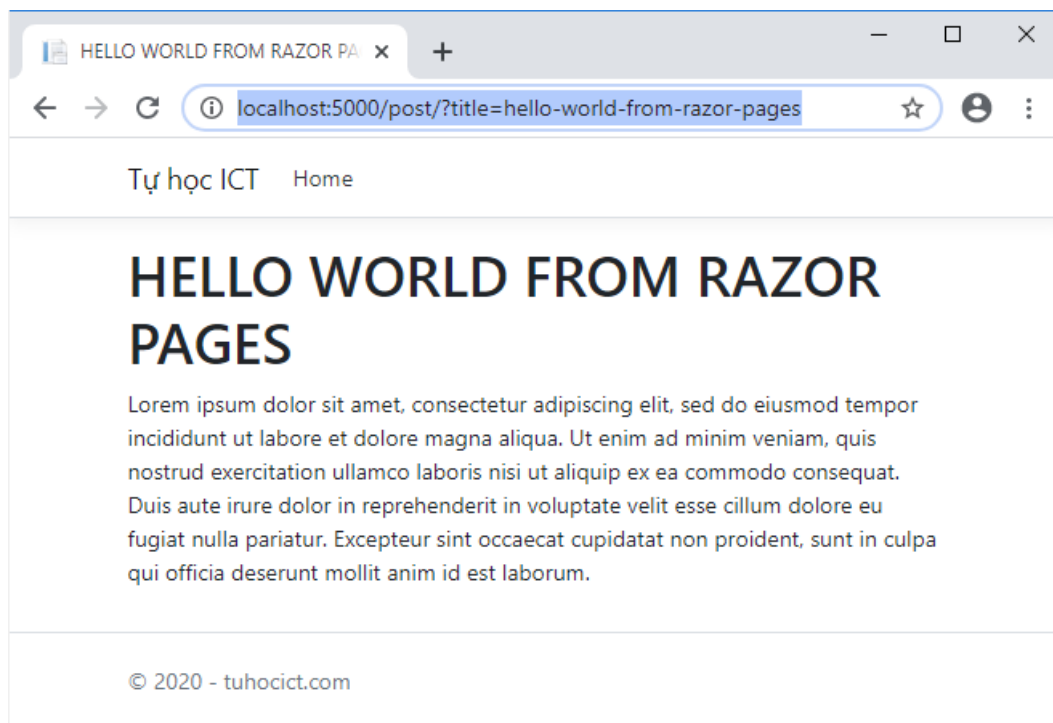 HELLO WORLD FROM RAZOR PA
localhost:5000/post/?title=hello-world-from-razor-pages
Tự học ICT Home
HELLO WORLD FROM RAZOR
PAGES
Lorem ipsum dolor sit amet, consectetur adipiscing elit, sed do eiusmod tempor
incididunt ut labore et dolore magna aliqua. Ut enim ad minim veniam, quis
nostrud exercitation ullamco laboris nisi ut aliquip ex ea commodo consequat.
Duis aute irure dolor in reprehenderit in voluptate velit esse cillum dolore eu
fugiat nulla pariatur. Excepteur sint occaecat cupidatat non proident, sunt in culpa
qui officia deserunt mollit anim id est laborum.
© 2020 - tuhocict.com